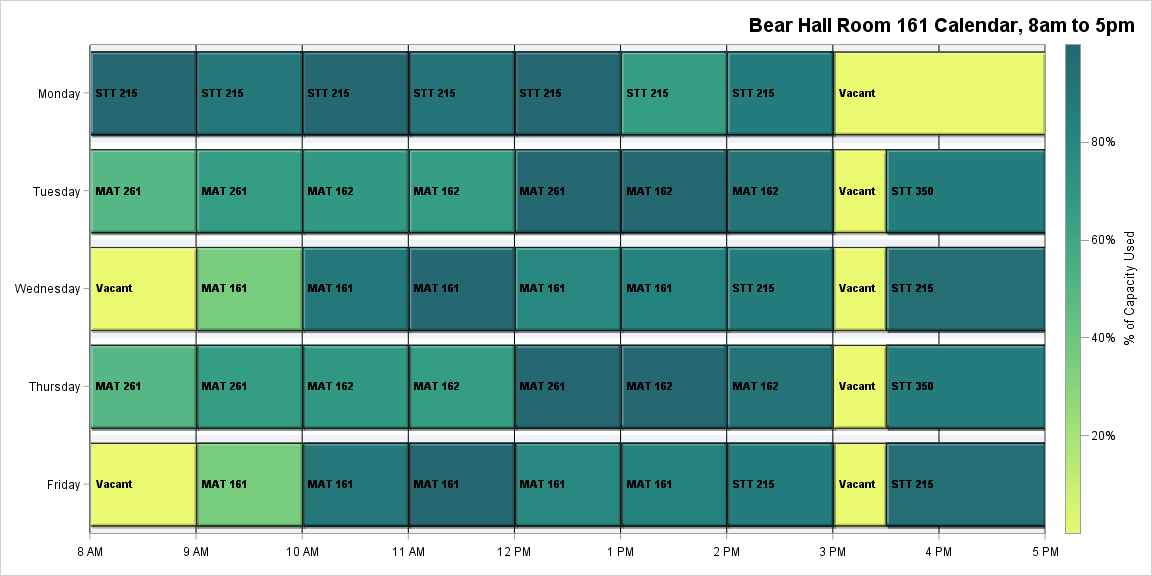 Bear Hall Room 161 Calendar, 8am to 5pm
Monday
STT 215
STT 215
STT 215
STT 215
STT 215
STT 215
STT 215
Vacant
Tuesday
MAT 261
MAT 261
MAT 162
MAT 162
MAT 261
MAT 162
MAT 162
Vacant
STT 350
Wednesday
Vacant
MAT 161
MAT 161
MAT 161
MAT 161
MAT 161
STT 215
Vacant
STT 215
Thursday
MAT 261
MAT 261
MAT 162
MAT 162
MAT 261
MAT 162
MAT 162
Vacant
STT 350
Friday
Vacant
MAT 161
MAT 161
MAT 161
MAT 161
MAT 161
STT 215
Vacant
STT 215
8 AM
9 AM
10 AM
11 AM
12 PM
1 PM
2 PM
3 PM
4 PM
5 PM
80%
60%
40%
20%
% of Capacity Used